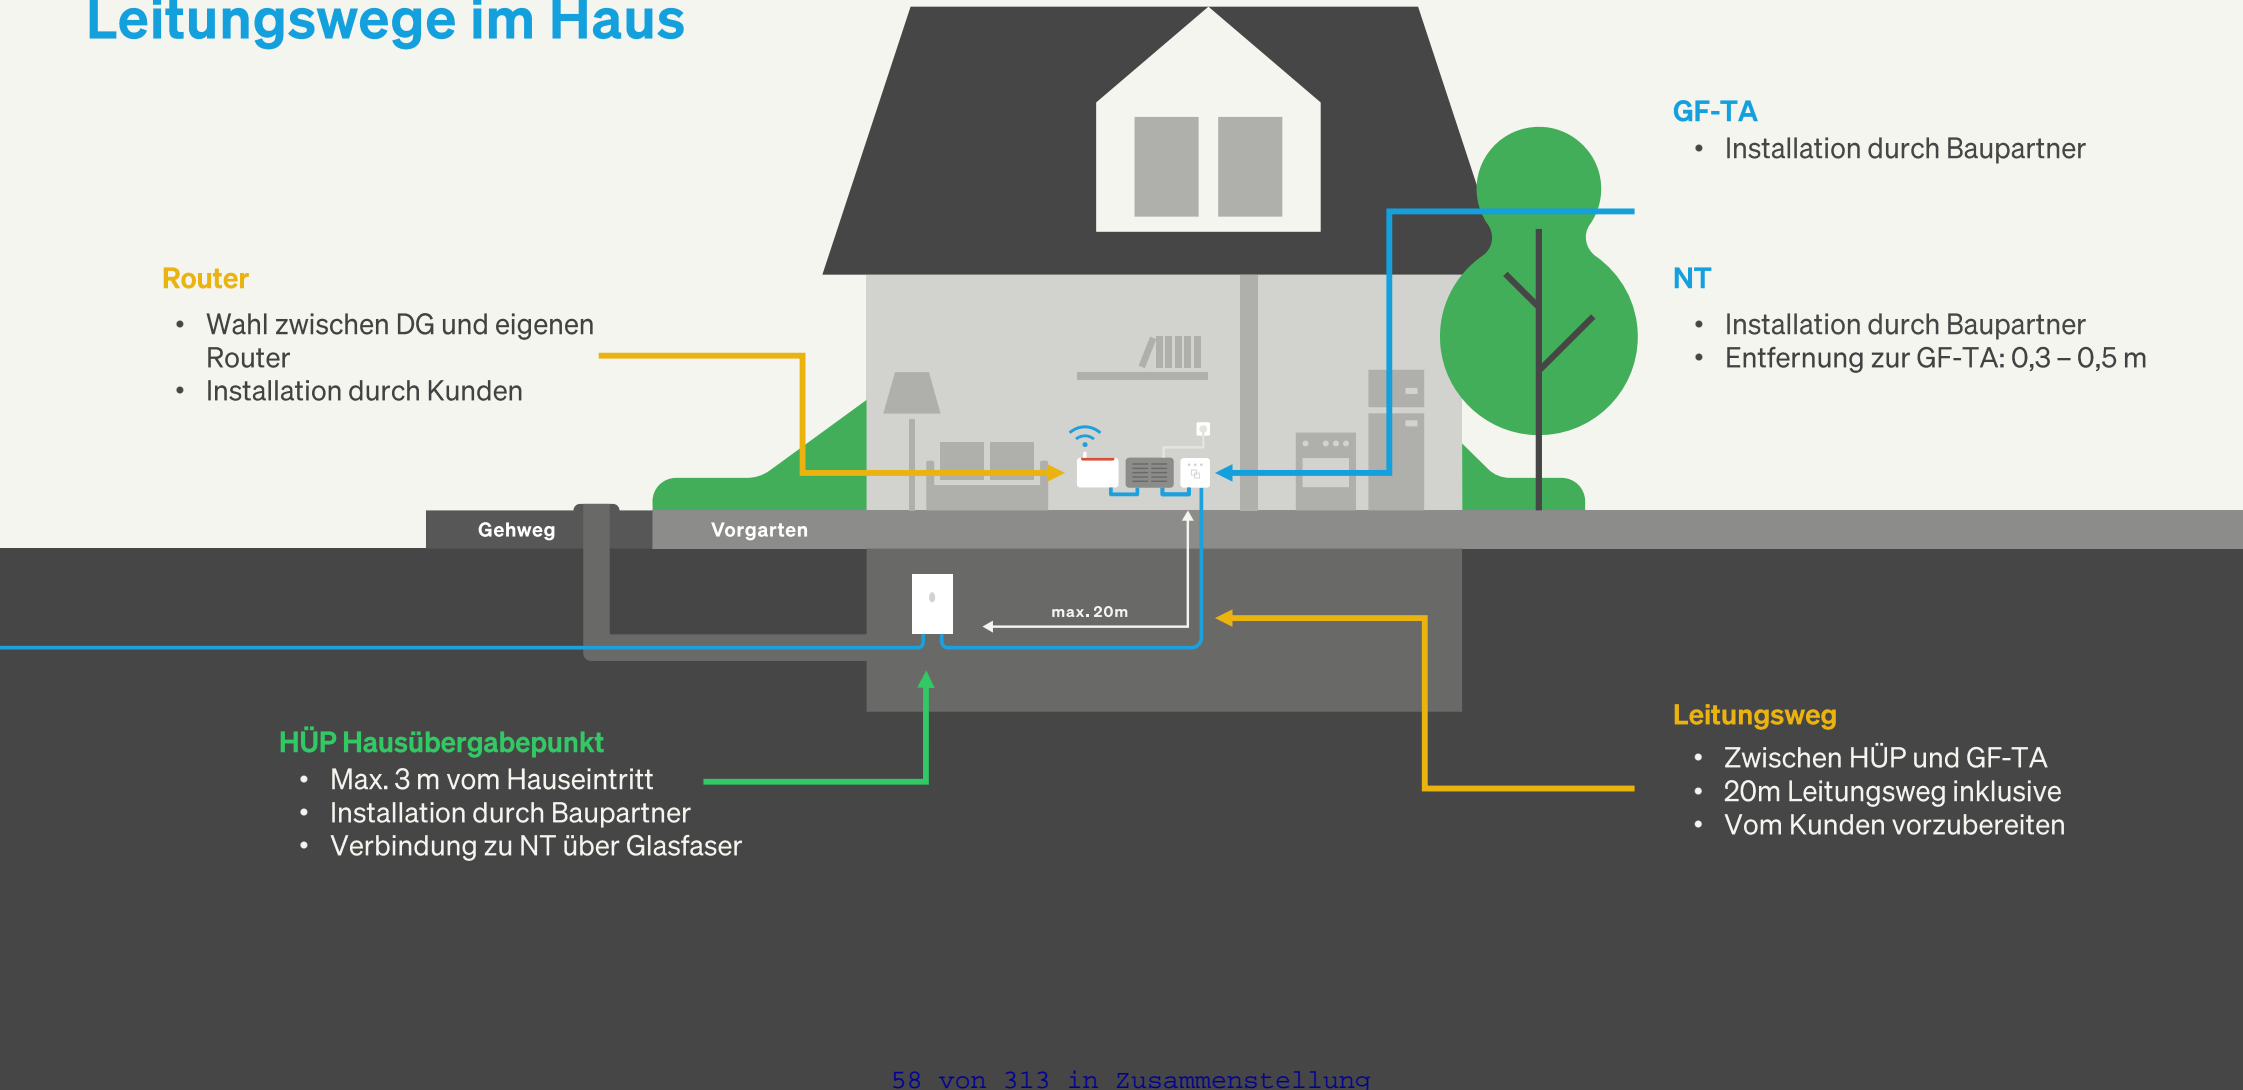 Leitungswege im Haus
GF-TA
• Installation durch Baupartner
Router
• Wahl zwischen DG und eigenen
Router
• Installation durch Kunden
NT
• Installation durch Baupartner
• Entfernung zur GF-TA: 0,3 – 0,5 m
Gehweg
Vorgarten
max. 20m
HÜP Hausübergabepunkt
• Max. 3 m vom Hauseintritt
• Installation durch Baupartner
• Verbindung zu NT über Glasfaser
Leitungsweg
• Zwischen HÜP und GF-TA
• 20m Leitungsweg inklusive
• Vom Kunden vorzubereiten
58 von 313 in Zusammenstellung